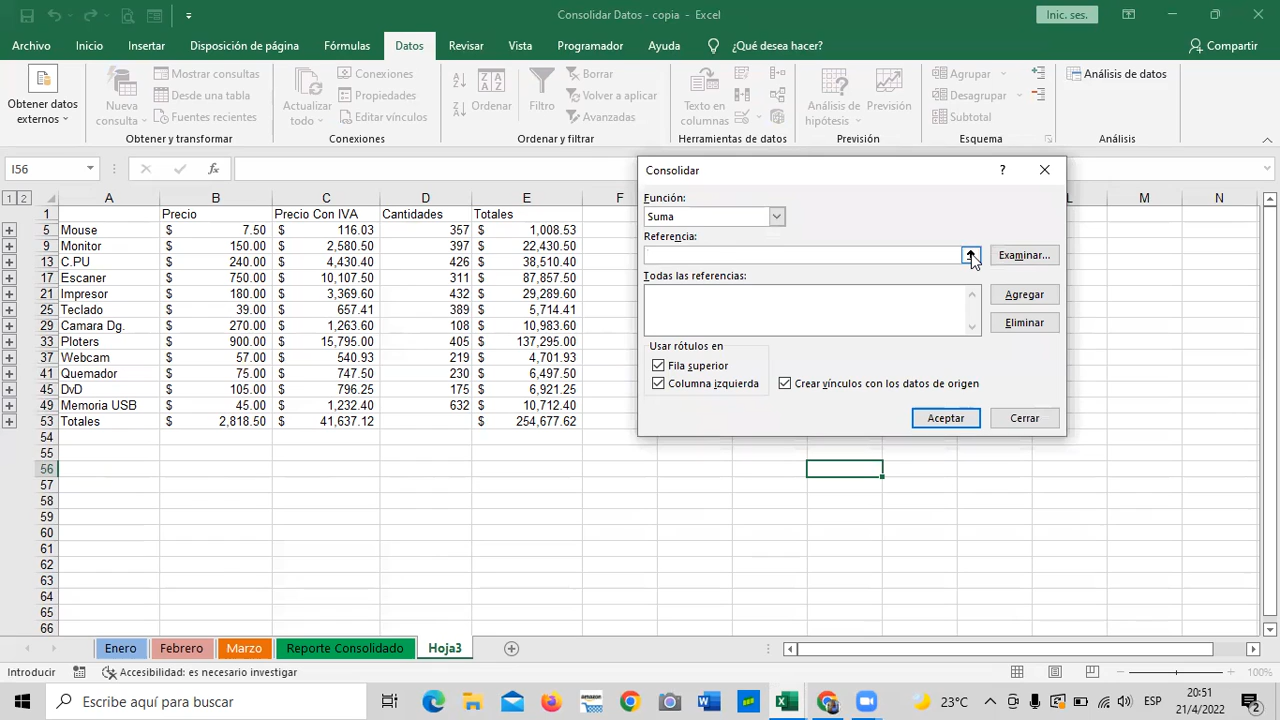 Consolidar Datos - copia - Excel
Inic. ses.
Archivo Inicio Insertar Disposición de página Fórmulas Datos Revisar Vista Programador Ayuda ¿Qué desea hacer? Compartir
Obtener datos externos
Nueva consulta
Mostrar consultas
Desde una tabla
Fuentes recientes
Obtener y transformar
Actualizar todo
Conexiones
Propiedades
Editar vínculos
Conexiones
Ordenar
Filtro
Borrar
Volver a aplicar
Avanzadas
Ordenar y filtrar
Texto en columnas
Herramientas de datos
Análisis de hipótesis
Previsión
Previsión
Agrupar
Desagrupar
Subtotal
Esquema
Análisis de datos
Análisis
I56
fx
1 2 A B C D E F L M N
1 Precio Precio Con IVA Cantidades Totales
5 Mouse $ 7.50 $ 116.03 357 $ 1,008.53
9 Monitor $ 150.00 $ 2,580.50 397 $ 22,430.50
13 C.PU $ 240.00 $ 4,430.40 426 $ 38,510.40
17 Escaner $ 750.00 $ 10,107.50 311 $ 87,857.50
21 Impresor $ 180.00 $ 3,369.60 432 $ 29,289.60
25 Teclado $ 39.00 $ 657.41 389 $ 5,714.41
29 Camara Dg. $ 270.00 $ 1,263.60 108 $ 10,983.60
33 Ploters $ 900.00 $ 15,795.00 405 $ 137,295.00
37 Webcam $ 57.00 $ 540.93 219 $ 4,701.93
41 Quemador $ 75.00 $ 747.50 230 $ 6,497.50
45 DvD $ 105.00 $ 796.25 175 $ 6,921.25
49 Memoria USB $ 45.00 $ 1,232.40 632 $ 10,712.40
53 Totales $ 2,818.50 $ 41,637.12 $ 254,677.62
54
55
56
57
58
59
60
61
62
63
64
65
66
Consolidar
?
Función:
Suma
Referencia:
Examinar...
Todas las referencias:
Agregar
Eliminar
Usar rótulos en
Fila superior
Columna izquierda
Crear vínculos con los datos de origen
Aceptar Cerrar
Enero Febrero Marzo Reporte Consolidado Hoja3
Introducir Accesibilidad: es necesario investigar 100%
Escribe aquí para buscar
amazon
23°C
ESP
20:51
21/4/2022
2